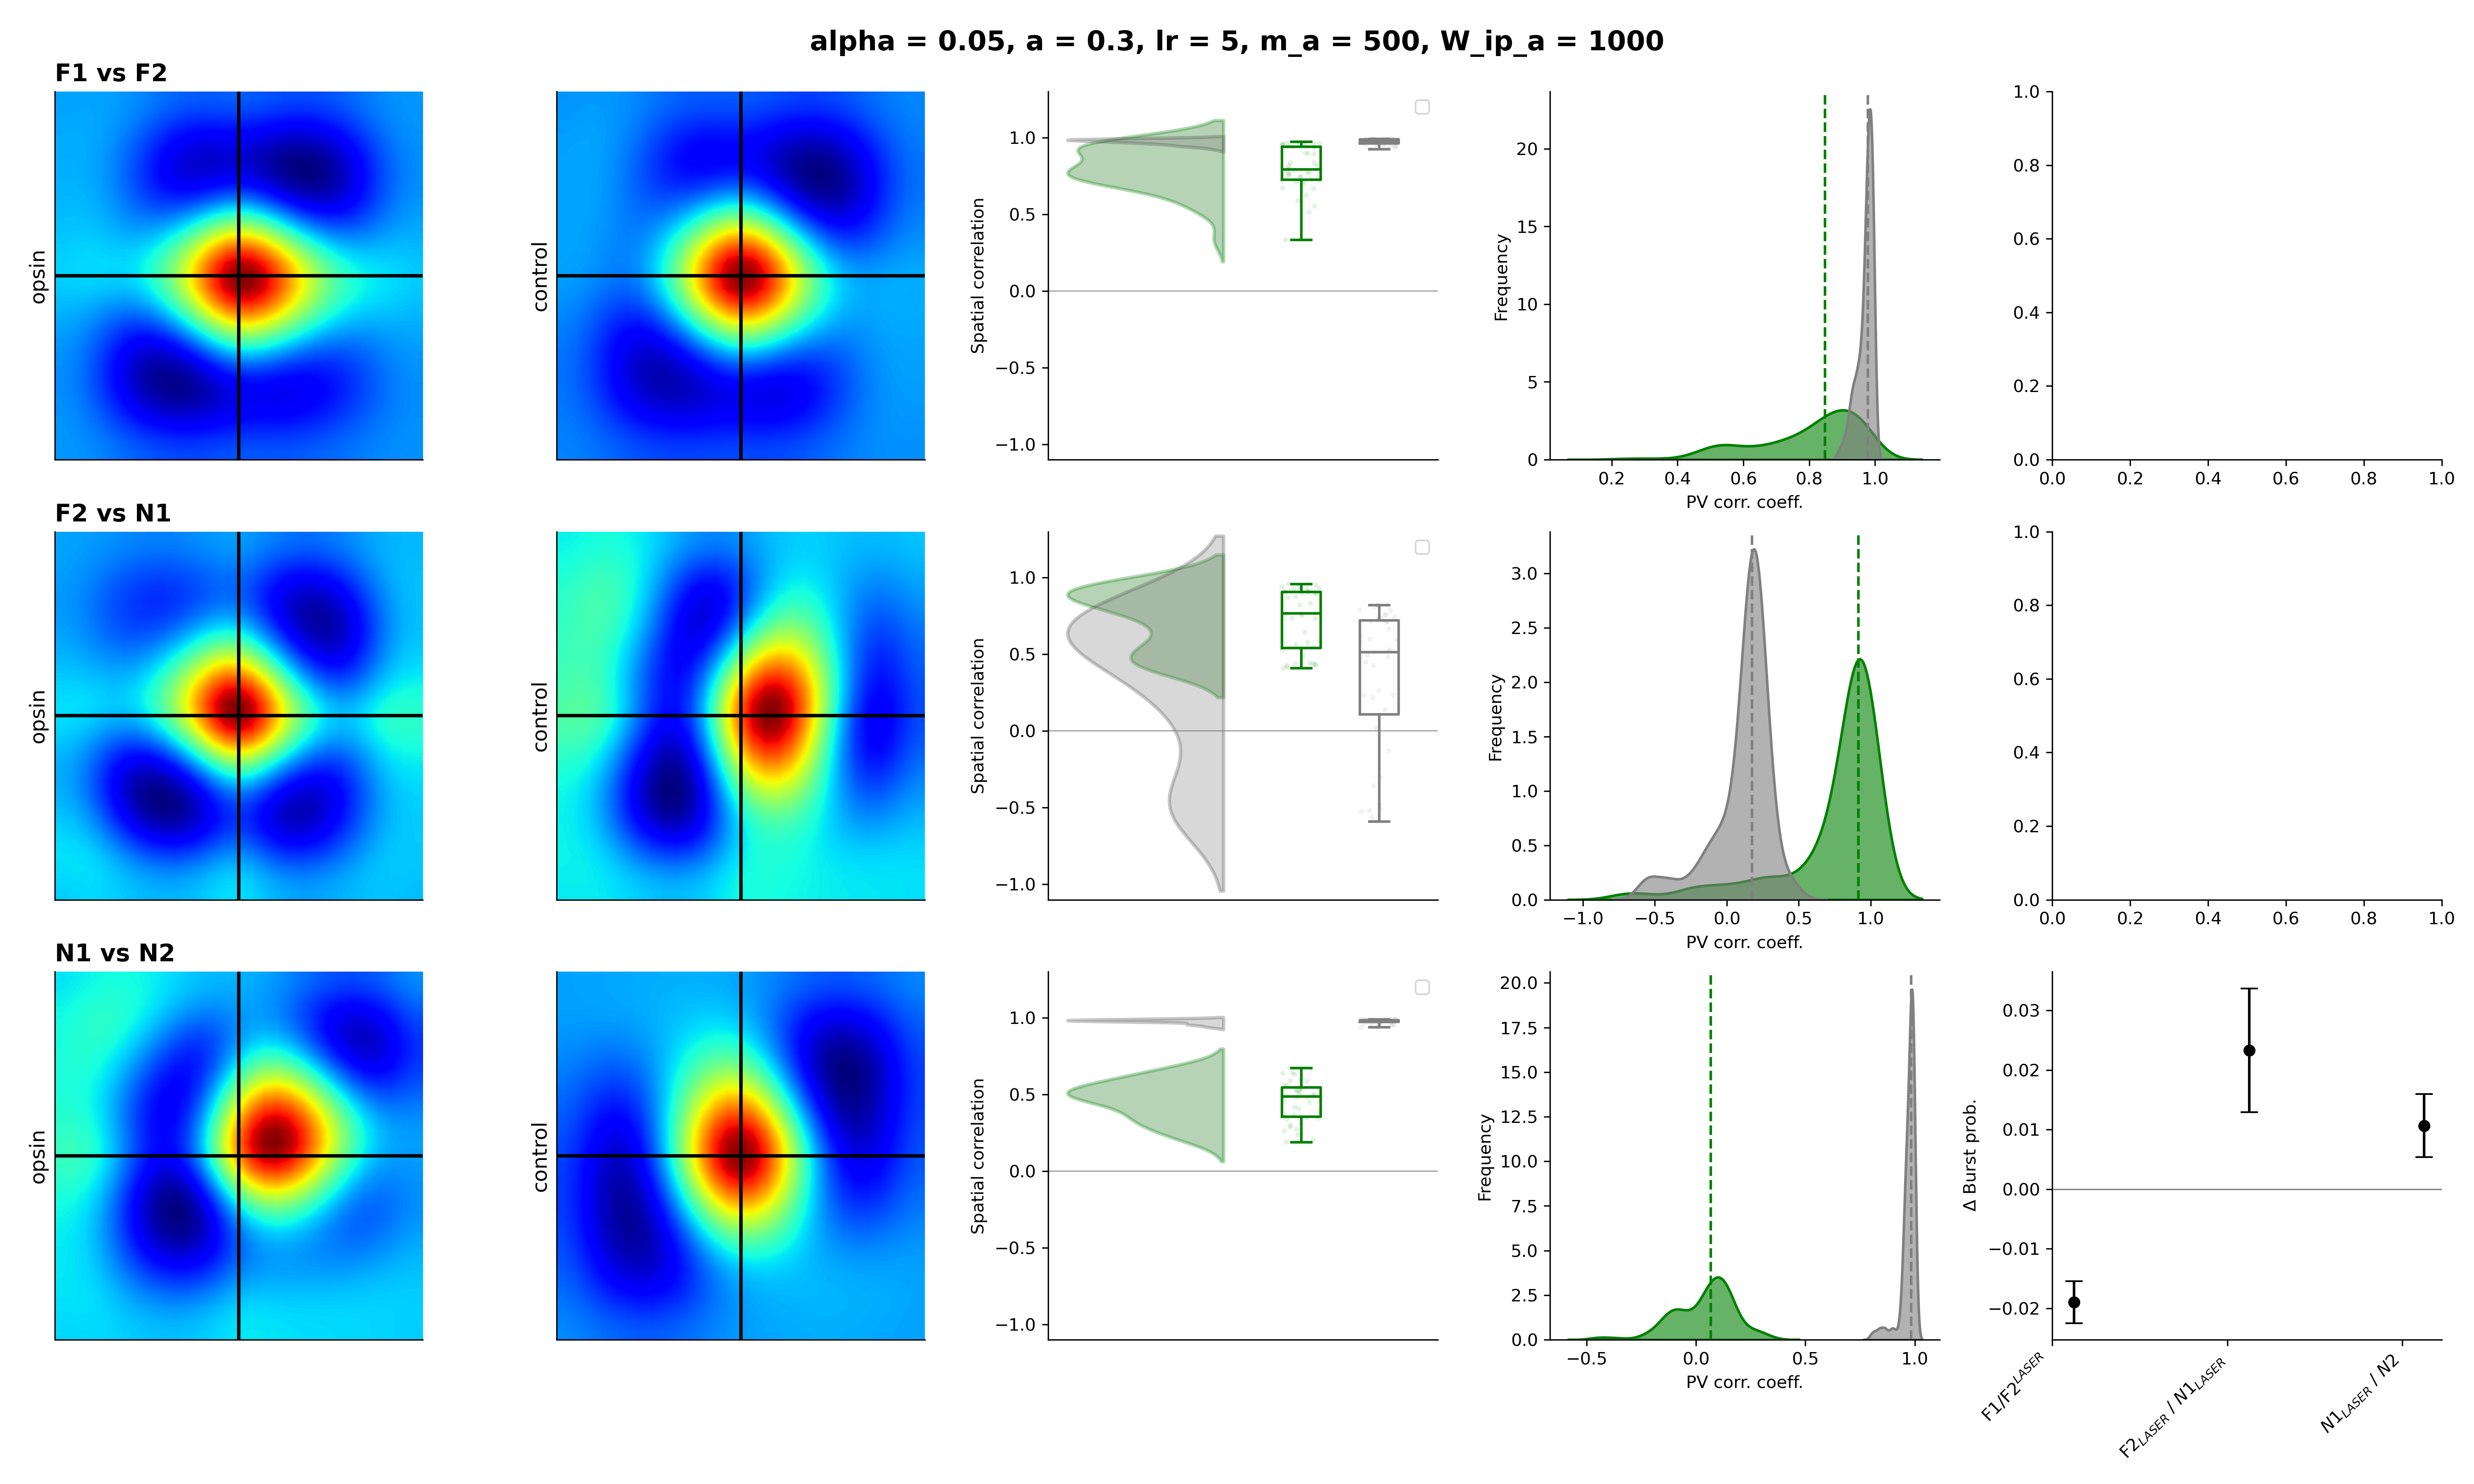 alpha = 0.05, a = 0.3, lr = 5, m_a = 500, W_ip_a = 1000
F1 vs F2
opsin
control
Spatial correlation
1.0
0.5
0.0
−0.5
−1.0
Frequency
20
15
10
5
0
0.2 0.4 0.6 0.8 1.0
PV corr. coeff.
1.0
0.8
0.6
0.4
0.2
0.0
0.0 0.2 0.4 0.6 0.8 1.0
F2 vs N1
opsin
control
Spatial correlation
1.0
0.5
0.0
−0.5
−1.0
Frequency
3.0
2.5
2.0
1.5
1.0
0.5
0.0
−1.0 −0.5 0.0 0.5 1.0
PV corr. coeff.
1.0
0.8
0.6
0.4
0.2
0.0
0.0 0.2 0.4 0.6 0.8 1.0
N1 vs N2
opsin
control
Spatial correlation
1.0
0.5
0.0
−0.5
−1.0
Frequency
20.0
17.5
15.0
12.5
10.0
7.5
5.0
2.5
0.0
−0.5 0.0 0.5 1.0
PV corr. coeff.
Δ Burst prob.
0.03
0.02
0.01
0.00
−0.01
−0.02
F1/F2^LASER
F2_LASER / N1_LASER
N1_LASER / N2